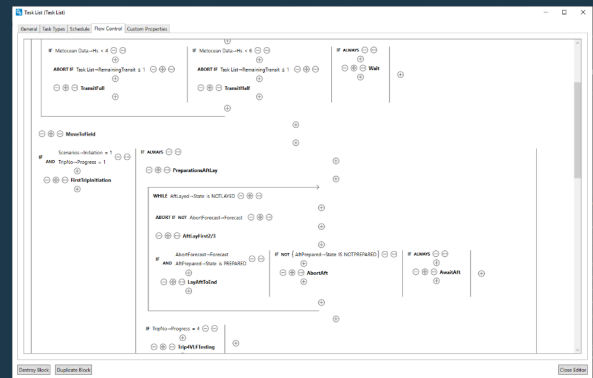 Task List (Task List)
General Task Types Schedule Flow Control Custom Properties
IF Metocean Data→Hs < 4
IF Metocean Data→Hs < 6
IF ALWAYS
ABORT IF Task List→RemainingTransit ≤ 1
ABORT IF Task List→RemainingTransit ≤ 1
Wait
TransitFull
TransitHalf
MoveToField
IF Scenarios→Initiation = 1
AND TripNo→Progress = 1
IF ALWAYS
FirstTripInitiation
PreparationsAftLay
WHILE AftLayed→State is NOTLAYED
ABORT IF NOT AbortForecast→Forecast
AftLayFirst2/3
IF AbortForecast→Forecast
AND AftPrepared→State is PREPARED
IF NOT ( AftPrepared→State IS NOTPREPARED )
IF ALWAYS
LayAftToEnd
AbortAft
AwaitAft
IF TripNo→Progress = 4
Trip4VLFTesting
Destroy Block Duplicate Block Close Editor